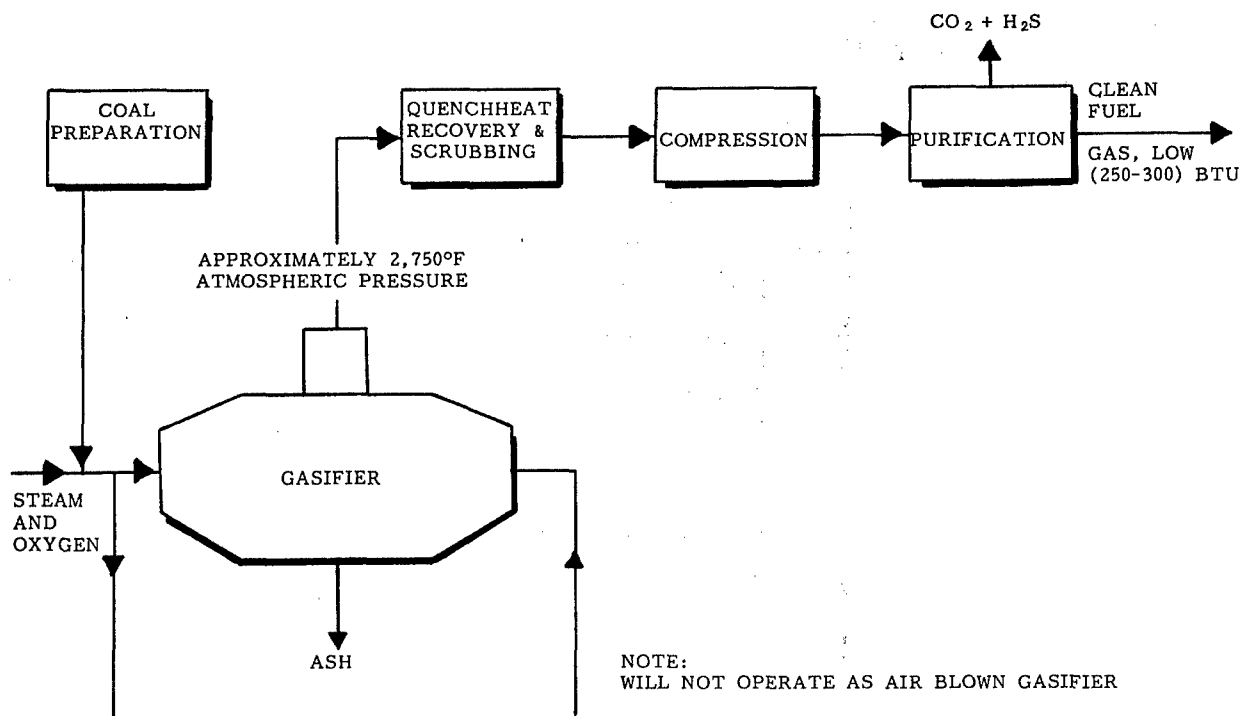 CO₂ + H₂S
COAL
PREPARATION
QUENCHHEAT
RECOVERY &
SCRUBBING
COMPRESSION
PURIFICATION
CLEAN
FUEL
GAS, LOW
(250-300) BTU
APPROXIMATELY 2,750°F
ATMOSPHERIC PRESSURE
GASIFIER
STEAM
AND
OXYGEN
ASH
NOTE:
WILL NOT OPERATE AS AIR BLOWN GASIFIER